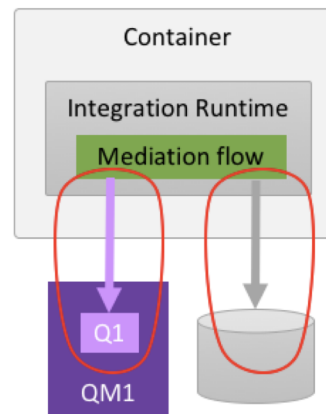 Container
Integration Runtime
Mediation flow
Q1
QM1